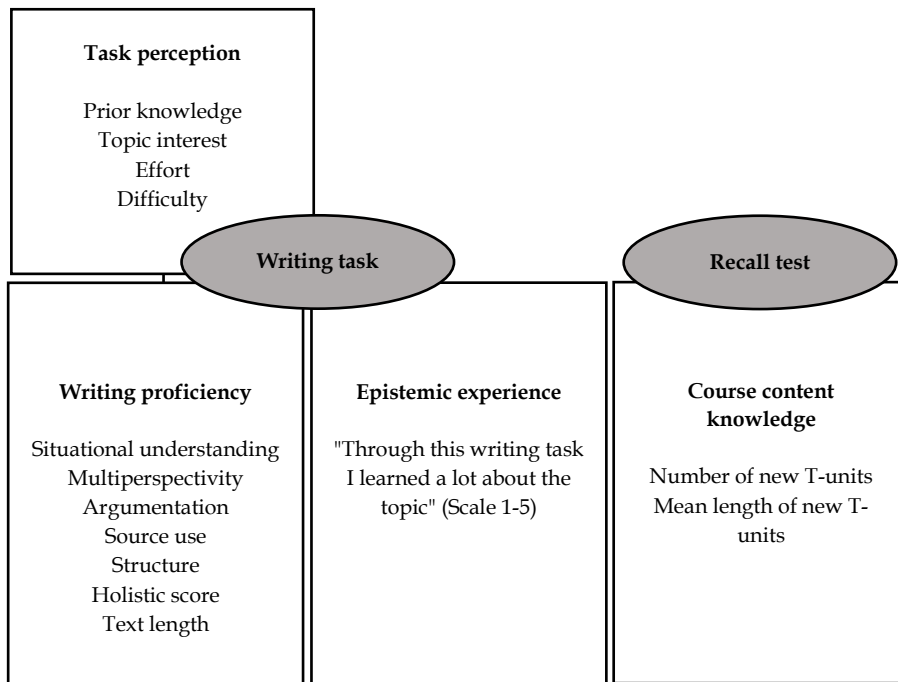 Task perception
Prior knowledge
Topic interest
Effort
Difficulty
Writing task
Recall test
Writing proficiency
Situational understanding
Multiperspectivity
Argumentation
Source use
Structure
Holistic score
Text length
Epistemic experience
"Through this writing task
I learned a lot about the
topic" (Scale 1-5)
Course content
knowledge
Number of new T-units
Mean length of new T-
units